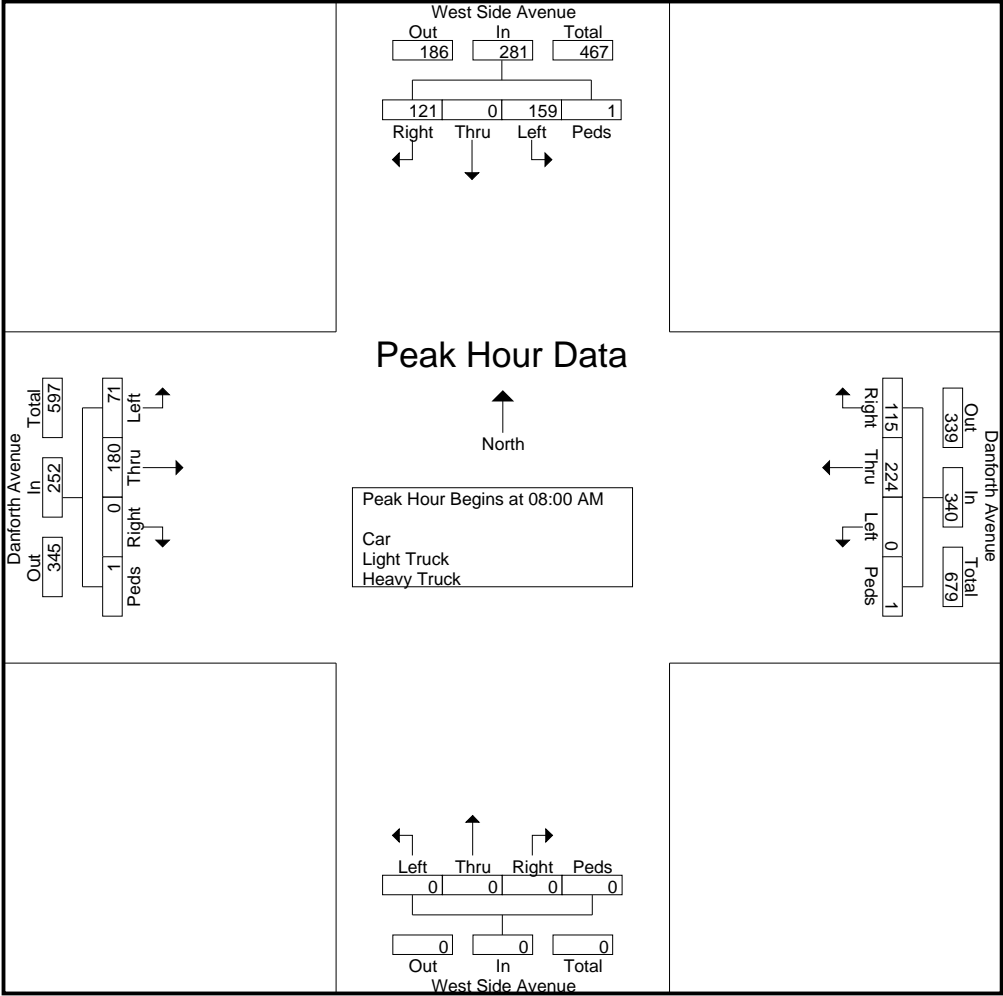 West Side Avenue
Out In Total
186 281 467
121 0 159 1
Right Thru Left Peds
Peak Hour Data
North
Peak Hour Begins at 08:00 AM
Car
Light Truck
Heavy Truck
Danforth Avenue
Total In Out
597 252 345
71 180 0 1
Left Thru Right Peds
Danforth Avenue
Out In Total
339 340 679
115 224 0 1
Right Thru Left Peds
Left Thru Right Peds
0 0 0 0
0 0 0
Out In Total
West Side Avenue